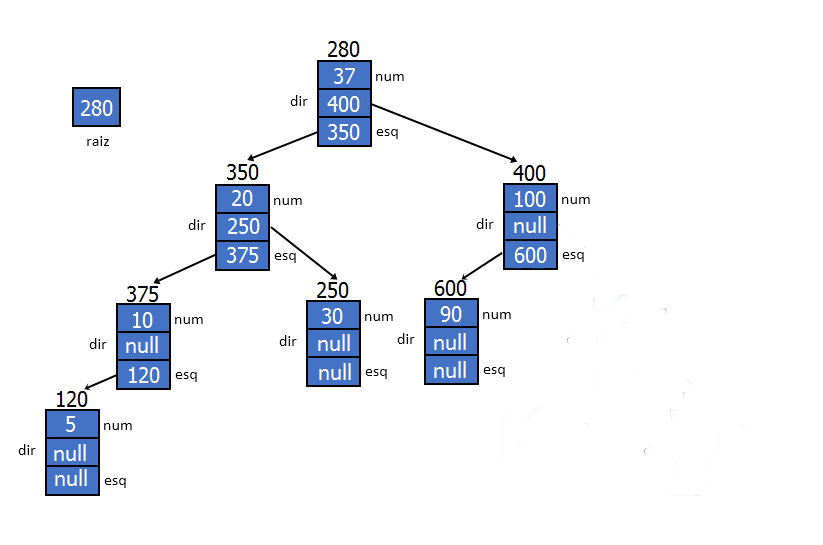 280
37 num
dir 400
350 esq
280
raiz
350
20 num
dir 250
375 esq
400
100 num
dir null
600 esq
375
10 num
dir null
120 esq
250
30 num
dir null
null esq
600
90 num
dir null
null esq
120
5 num
dir null
null esq